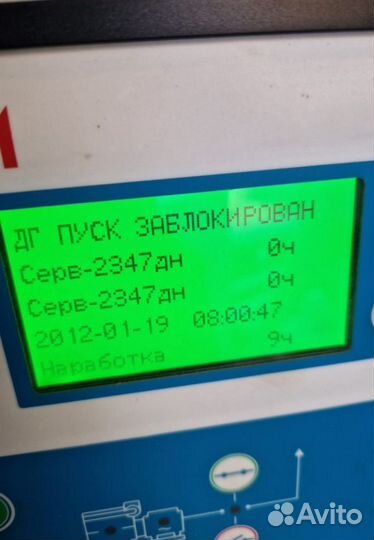 ДГ ПУСК ЗАБЛОКИРОВАН
Серв-2347дн 0ч
Серв-2347дн 0ч
2012-01-19 08:00:47
Наработка 9ч
Avito